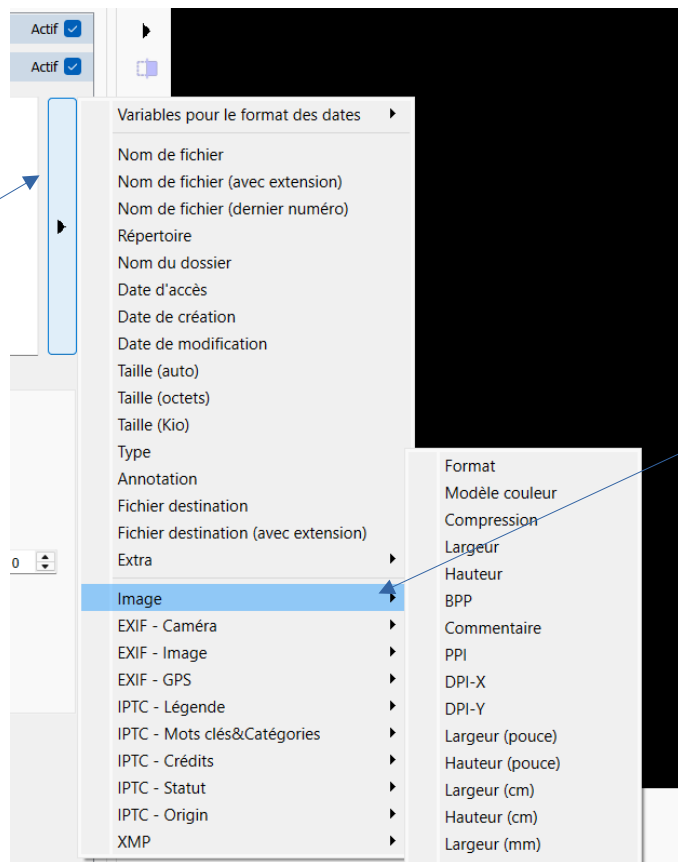 Actif
Actif
Variables pour le format des dates
Nom de fichier
Nom de fichier (avec extension)
Nom de fichier (dernier numéro)
Répertoire
Nom du dossier
Date d'accès
Date de création
Date de modification
Taille (auto)
Taille (octets)
Taille (Kio)
Type
Annotation
Fichier destination
Fichier destination (avec extension)
Extra
0
Image
EXIF - Caméra
EXIF - Image
EXIF - GPS
IPTC - Légende
IPTC - Mots clés&Catégories
IPTC - Crédits
IPTC - Statut
IPTC - Origin
XMP
Format
Modèle couleur
Compression
Largeur
Hauteur
BPP
Commentaire
PPI
DPI-X
DPI-Y
Largeur (pouce)
Hauteur (pouce)
Largeur (cm)
Hauteur (cm)
Largeur (mm)